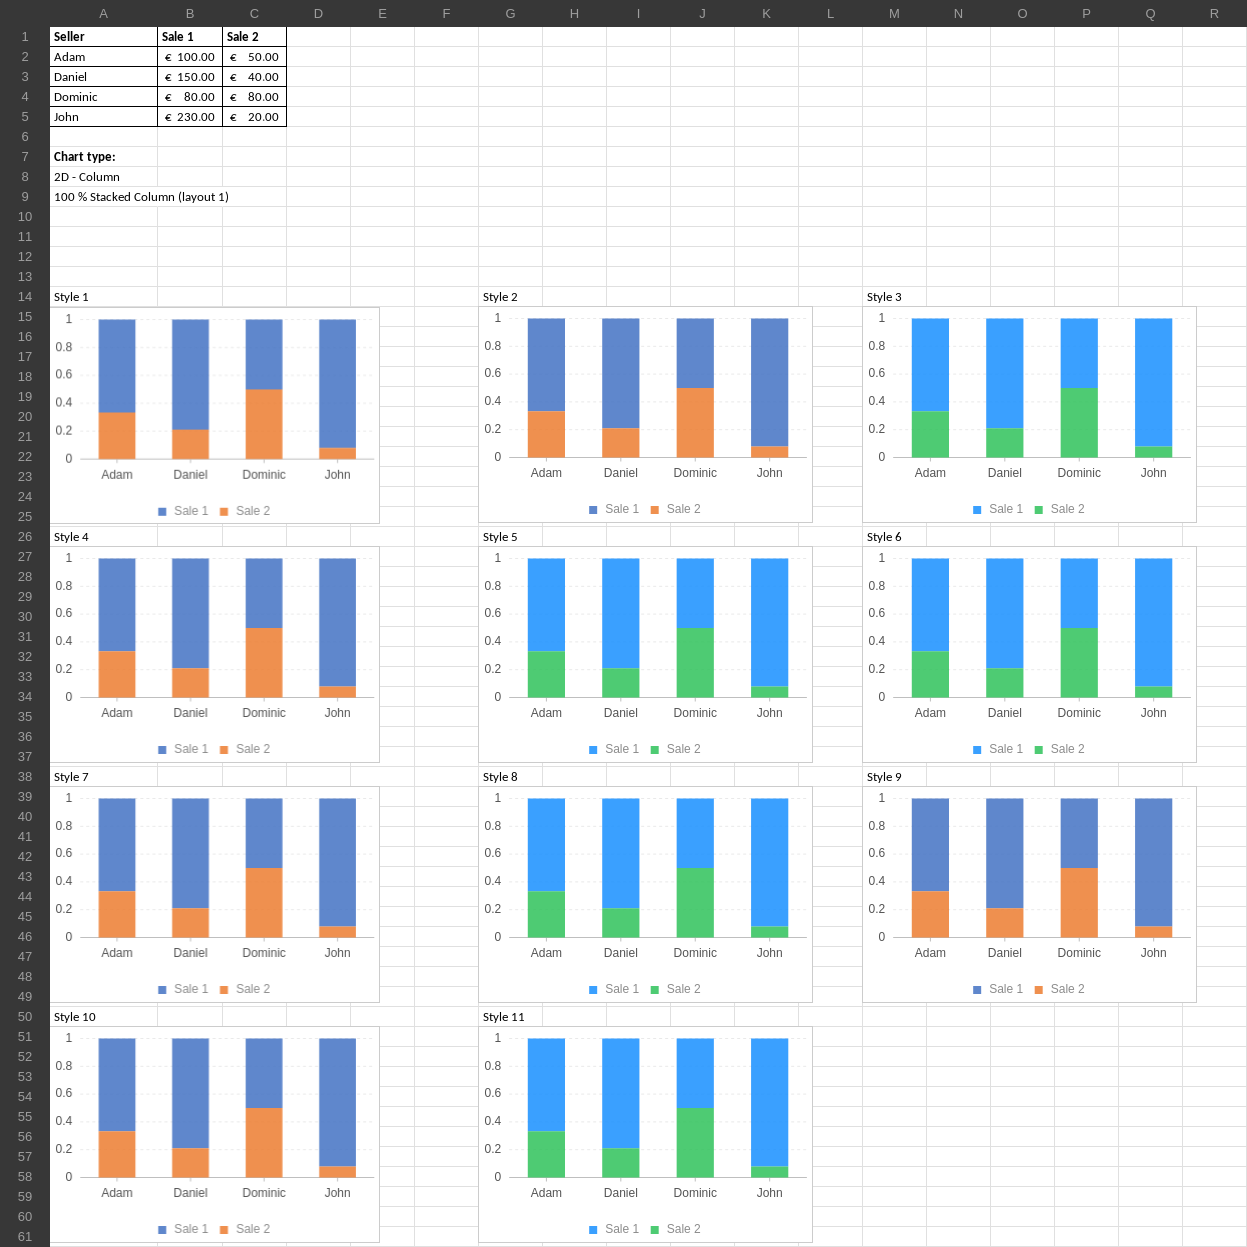 A B C D E F G H I J K L M N O P Q R
1 Seller Sale 1 Sale 2
2 Adam € 100.00 € 50.00
3 Daniel € 150.00 € 40.00
4 Dominic € 80.00 € 80.00
5 John € 230.00 € 20.00
6
7 Chart type:
8 2D - Column
9 100 % Stacked Column (layout 1)
10
11
12
13
14 Style 1 Style 2 Style 3
15
16
17
18
19
20
21
22
23
24
25
1 1 1
0.8 0.8 0.8
0.6 0.6 0.6
0.4 0.4 0.4
0.2 0.2 0.2
0 0 0
Adam Daniel Dominic John Adam Daniel Dominic John Adam Daniel Dominic John
Sale 1 Sale 2 Sale 1 Sale 2 Sale 1 Sale 2
26 Style 4 Style 5 Style 6
27
28
29
30
31
32
33
34
35
36
37
1 1 1
0.8 0.8 0.8
0.6 0.6 0.6
0.4 0.4 0.4
0.2 0.2 0.2
0 0 0
Adam Daniel Dominic John Adam Daniel Dominic John Adam Daniel Dominic John
Sale 1 Sale 2 Sale 1 Sale 2 Sale 1 Sale 2
38 Style 7 Style 8 Style 9
39
40
41
42
43
44
45
46
47
48
49
1 1 1
0.8 0.8 0.8
0.6 0.6 0.6
0.4 0.4 0.4
0.2 0.2 0.2
0 0 0
Adam Daniel Dominic John Adam Daniel Dominic John Adam Daniel Dominic John
Sale 1 Sale 2 Sale 1 Sale 2 Sale 1 Sale 2
50 Style 10 Style 11
51
52
53
54
55
56
57
58
59
60
61
1 1
0.8 0.8
0.6 0.6
0.4 0.4
0.2 0.2
0 0
Adam Daniel Dominic John Adam Daniel Dominic John
Sale 1 Sale 2 Sale 1 Sale 2